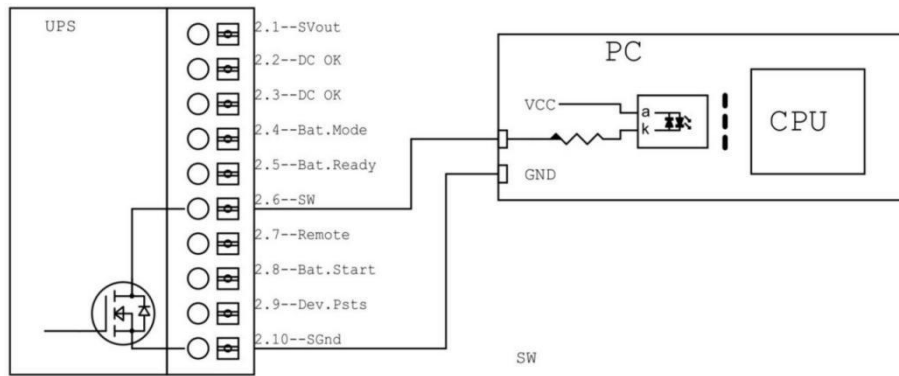 UPS
2.1--SVout
2.2--DC OK
2.3--DC OK
2.4--Bat.Mode
2.5--Bat.Ready
2.6--SW
2.7--Remote
2.8--Bat.Start
2.9--Dev.Psts
2.10--SGnd
PC
VCC
a
k
GND
CPU
SW